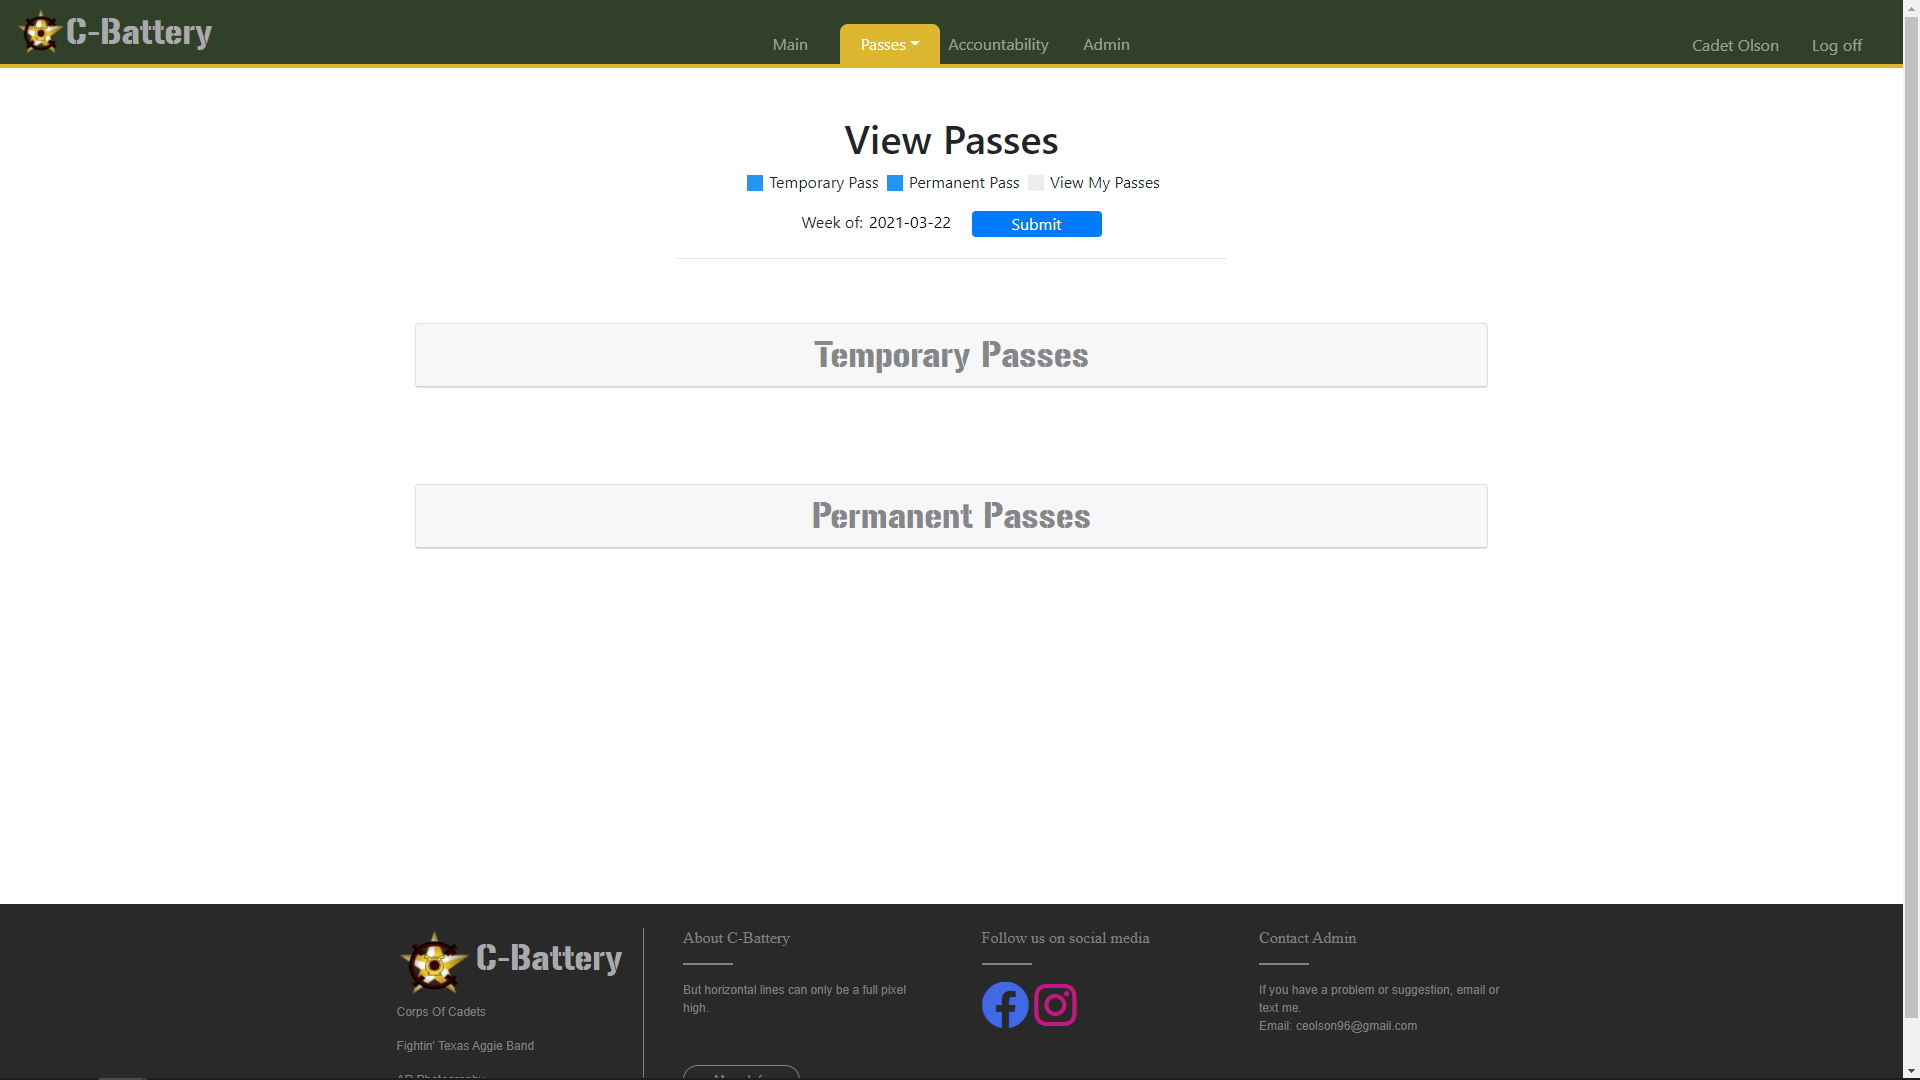 C-Battery
Main Passes Accountability Admin
Cadet Olson Log off
View Passes
Temporary Pass Permanent Pass View My Passes
Week of: 2021-03-22 Submit
Temporary Passes
Permanent Passes
C-Battery
Corps Of Cadets
Fightin' Texas Aggie Band
About C-Battery
But horizontal lines can only be a full pixel
high.
Follow us on social media
Contact Admin
If you have a problem or suggestion, email or
text me.
Email: ceolson96@gmail.com